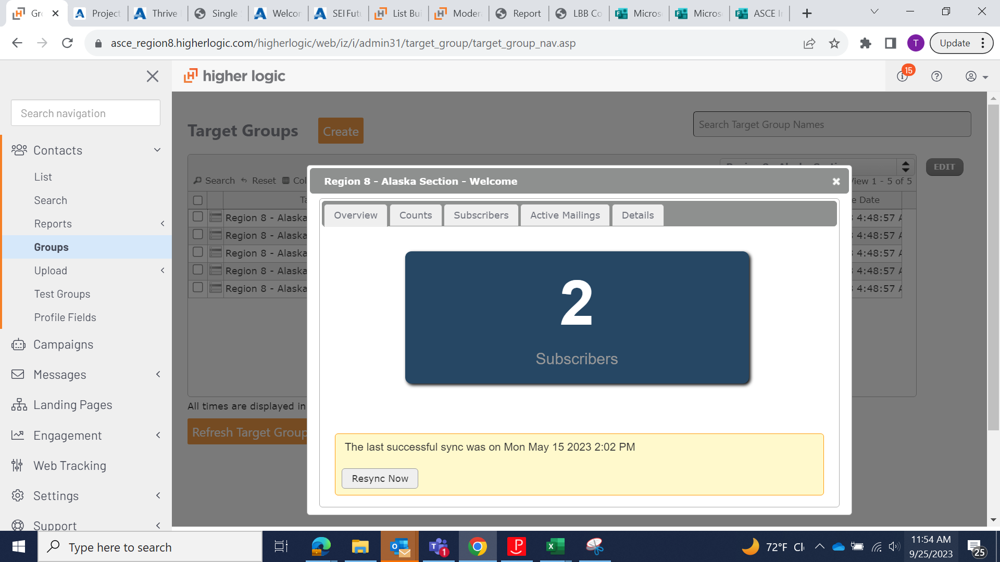 Gr
Project
Thrive
Single
Welcom
SEI Futu
List Bui
Modera
Report
LBB Co
Micros
Micros
ASCE In
asce_region8.higherlogic.com/higherlogic/web/iz/i/admin31/target_group/target_group_nav.asp
T
Update
higher logic
15
Search navigation
Contacts
List
Search
Reports
Groups
Upload
Test Groups
Profile Fields
Campaigns
Messages
Landing Pages
Engagement
Web Tracking
Settings
Support
Target Groups
Create
Search Target Group Names
EDIT
Search
Reset
Col
View 1 - 5 of 5
Ta
e Date
Region 8 - Alaska
4:48:57 A
Region 8 - Alaska
4:48:57 A
Region 8 - Alaska
4:48:57 A
Region 8 - Alaska
4:48:57 A
Region 8 - Alaska
4:48:57 A
All times are displayed in
Refresh Target Group
Region 8 - Alaska Section - Welcome
Overview
Counts
Subscribers
Active Mailings
Details
2
Subscribers
The last successful sync was on Mon May 15 2023 2:02 PM
Resync Now
Type here to search
1
72°F Cl
11:54 AM
9/25/2023
25